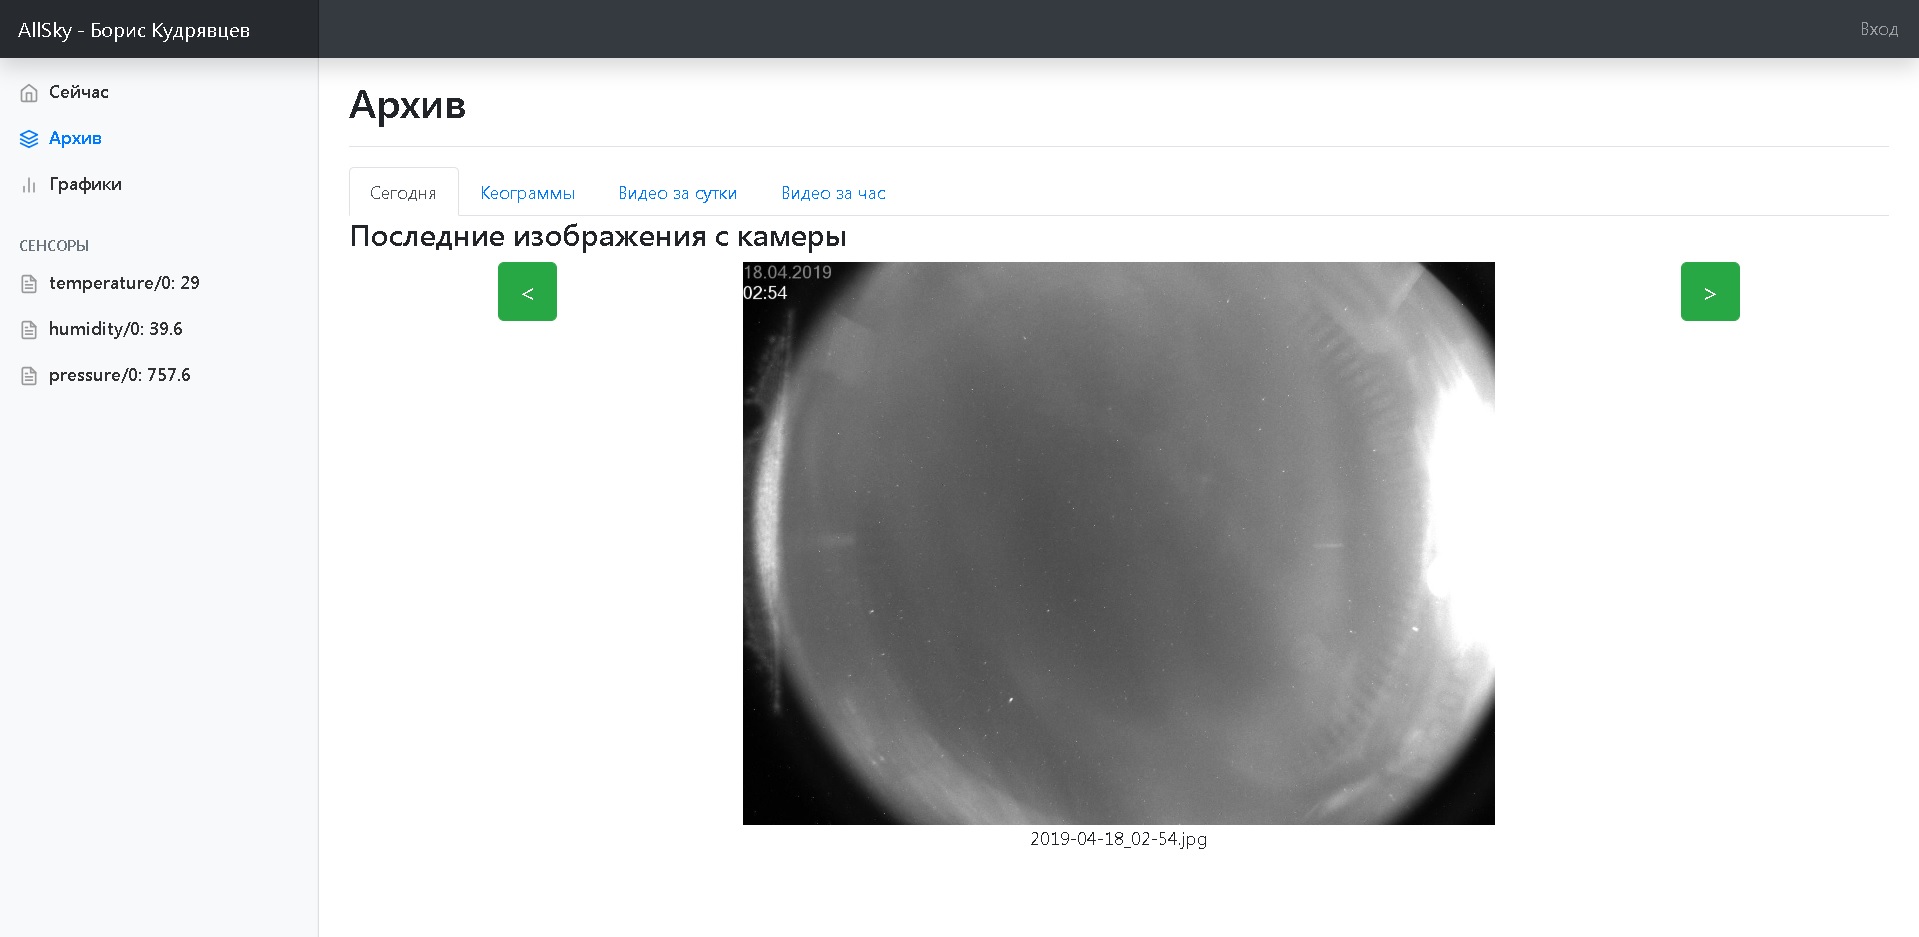 AllSky - Борис Кудрявцев
Вход
Сейчас
Архив
Графики
СЕНСОРЫ
temperature/0: 29
humidity/0: 39.6
pressure/0: 757.6
Архив
Сегодня Кеограммы Видео за сутки Видео за час
Последние изображения с камеры
<
18.04.2019
02:54
>
2019-04-18_02-54.jpg